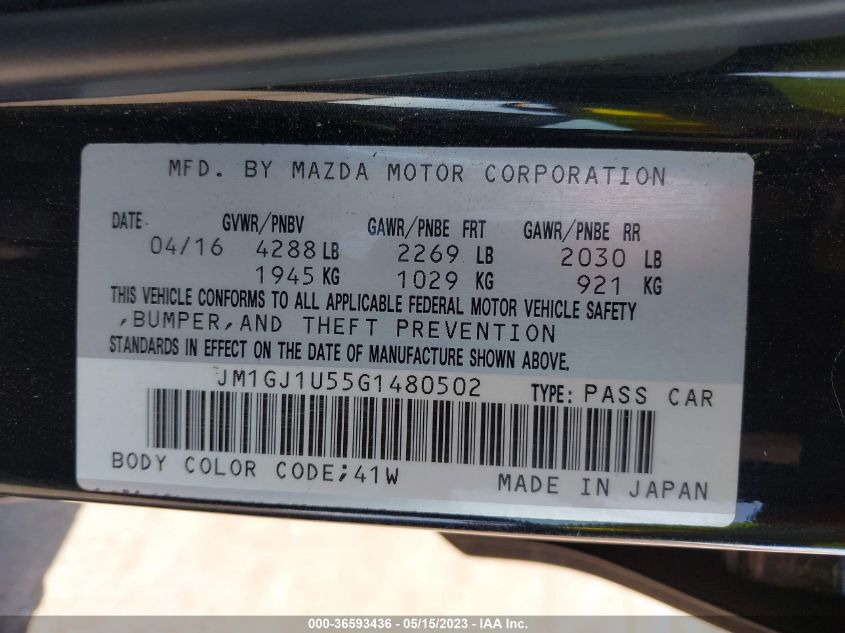 MFD. BY MAZDA MOTOR CORPORATION
DATE GVWR/PNBV GAWR/PNBE FRT GAWR/PNBE RR
04/16 4288 LB 2269 LB 2030 LB
1945 KG 1029 KG 921 KG
THIS VEHICLE CONFORMS TO ALL APPLICABLE FEDERAL MOTOR VEHICLE SAFETY
,BUMPER,AND THEFT PREVENTION
STANDARDS IN EFFECT ON THE DATE OF MANUFACTURE SHOWN ABOVE.
JM1GJ1U55G1480502 TYPE: PASS CAR
BODY COLOR CODE;41W MADE IN JAPAN
000-36593436 - 05/15/2023 - IAA Inc.